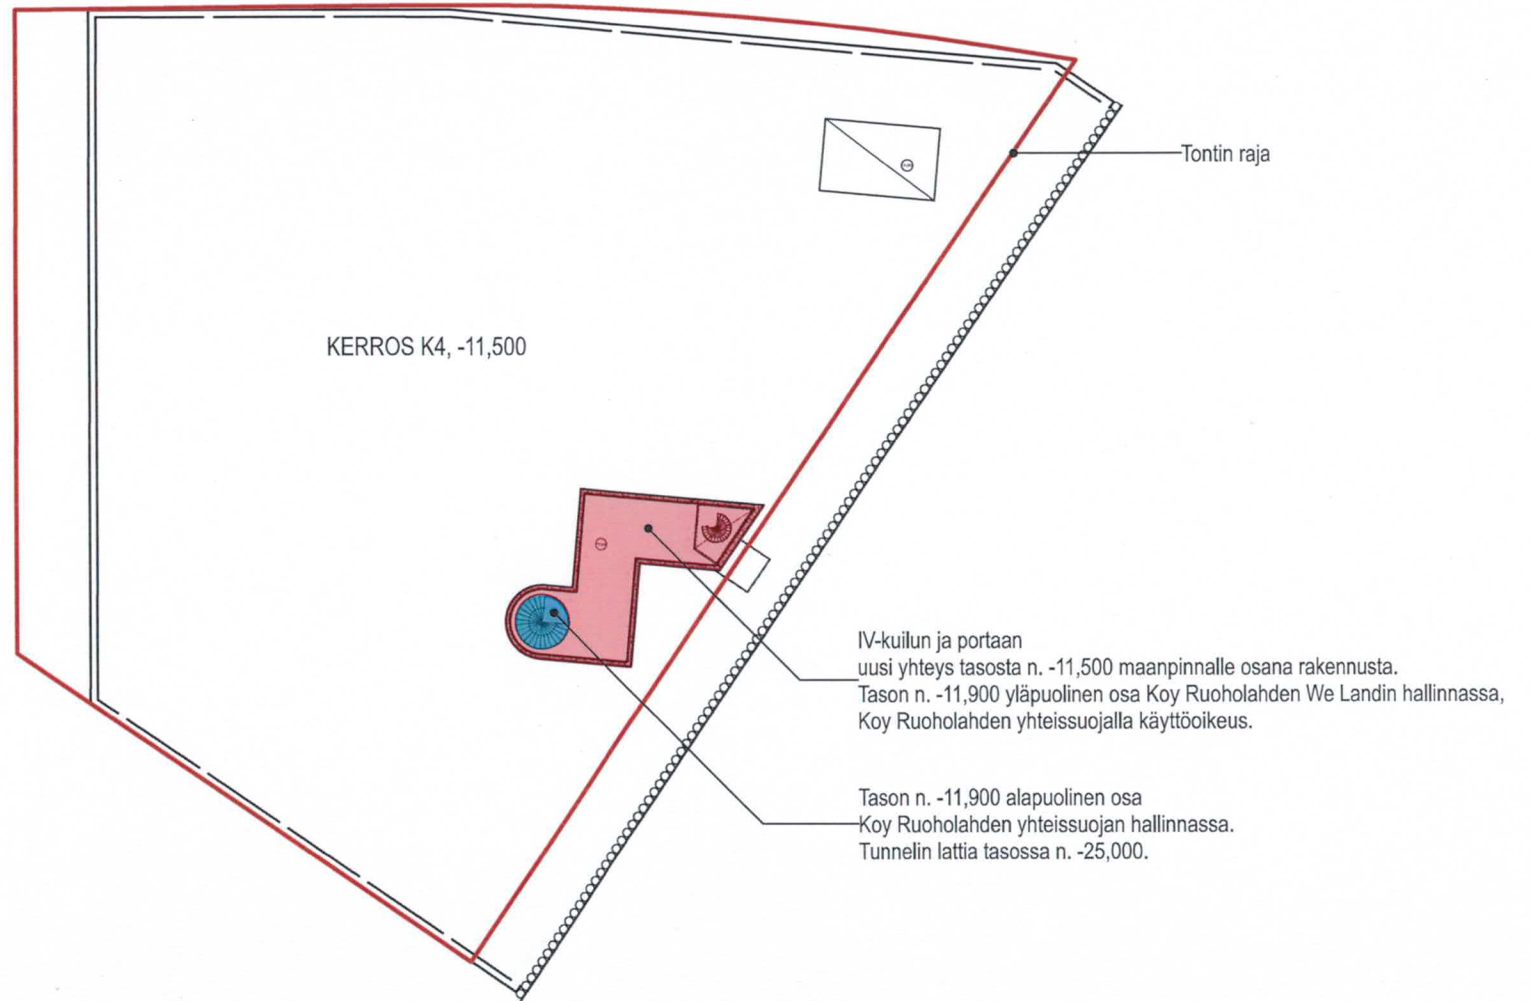 Tontin raja
KERROS K4, -11,500
IV-kuilun ja portaan
uusi yhteys tasosta n. -11,500 maanpinnalle osana rakennusta.
Tason n. -11,900 yläpuolinen osa Koy Ruoholahden We Landin hallinnassa,
Koy Ruoholahden yhteissuojalla käyttöoikeus.
Tason n. -11,900 alapuolinen osa
Koy Ruoholahden yhteissuojan hallinnassa.
Tunnelin lattia tasossa n. -25,000.